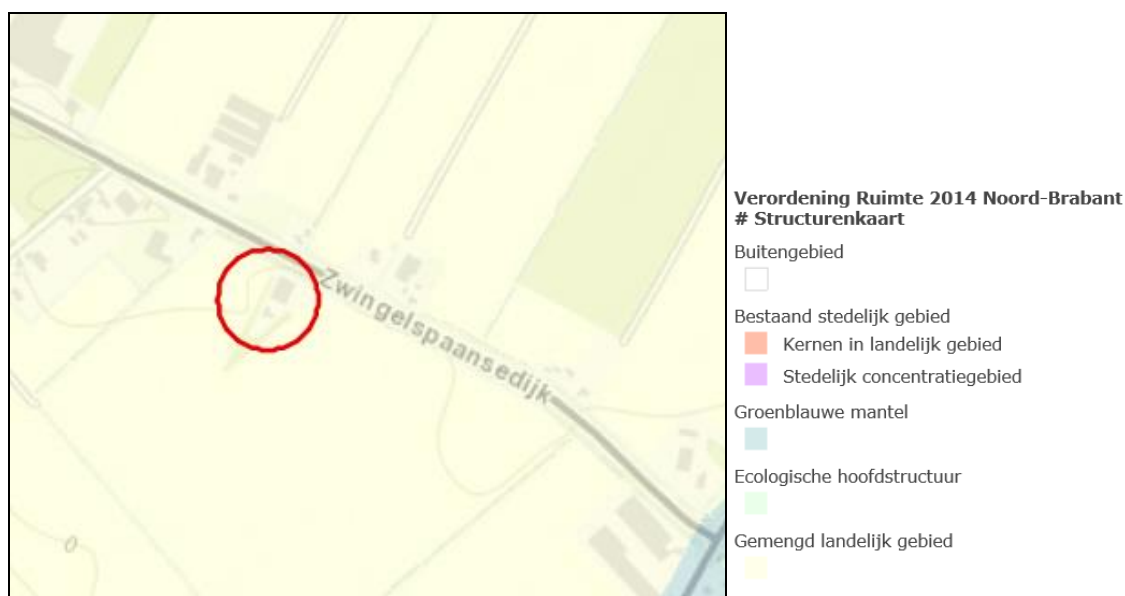 Zwingelspaansedijk
0
Verordening Ruimte 2014 Noord-Brabant
# Structurenkaart
Buitengebied
Bestaand stedelijk gebied
Kernen in landelijk gebied
Stedelijk concentratiegebied
Groenblauwe mantel
Ecologische hoofdstructuur
Gemengd landelijk gebied